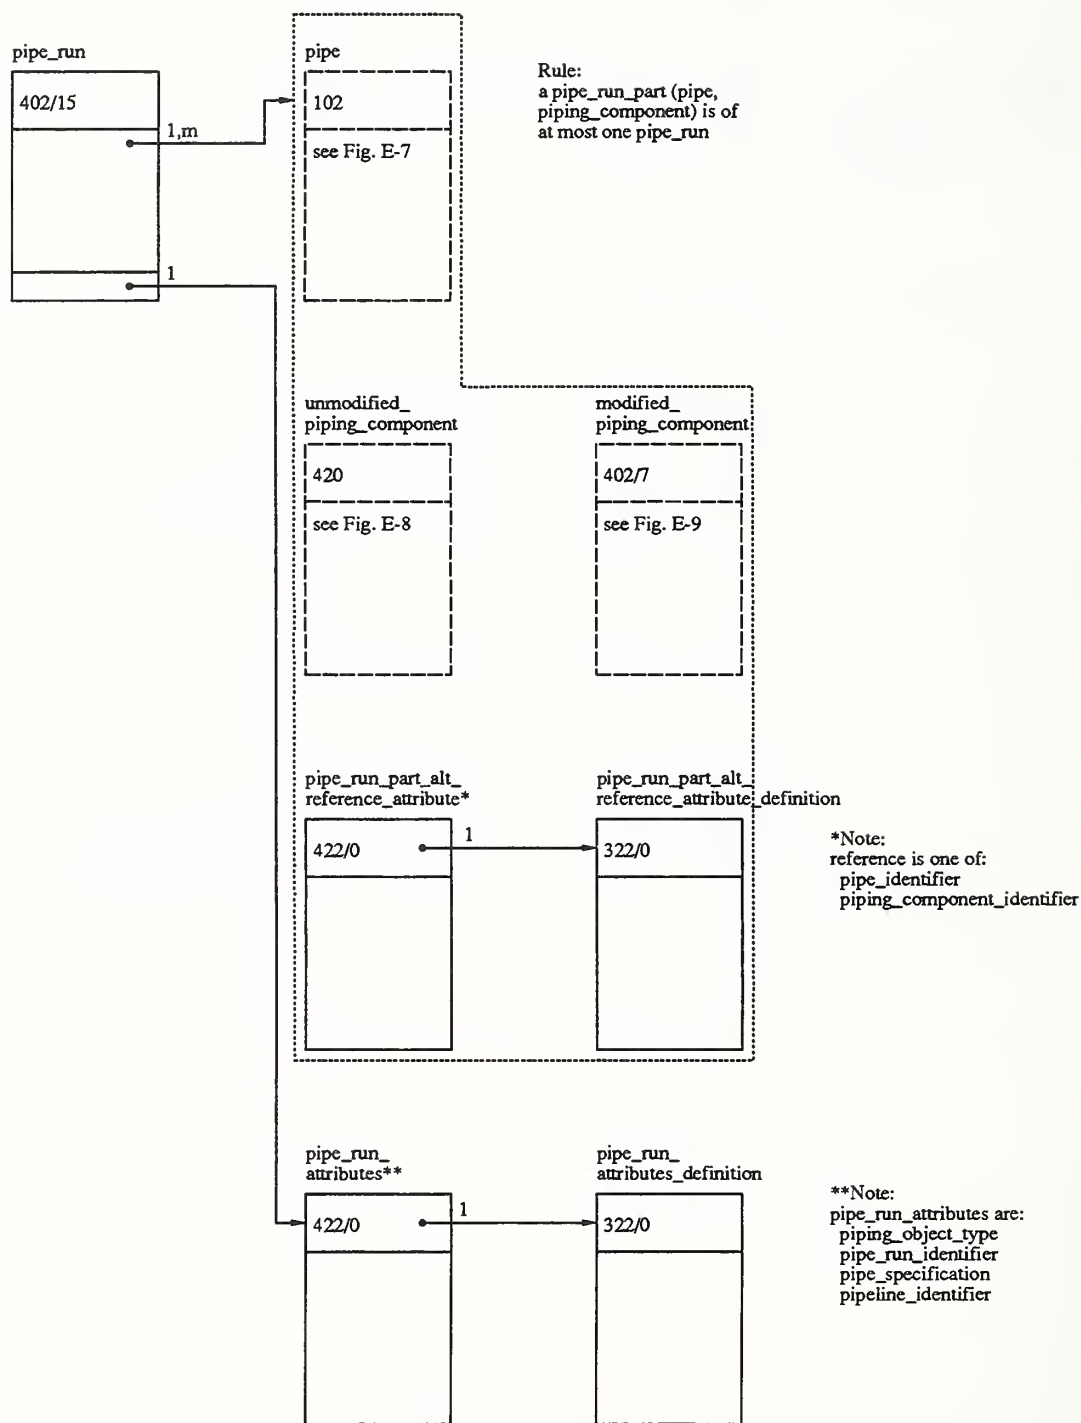 pipe_run
402/15
1,m
1
pipe
102
see Fig. E-7
Rule:
a pipe_run_part (pipe,
piping_component) is of
at most one pipe_run
unmodified_
piping_component
420
see Fig. E-8
modified_
piping_component
402/7
see Fig. E-9
pipe_run_part_alt_
reference_attribute*
422/0
1
pipe_run_part_alt_
reference_attribute_definition
322/0
*Note:
reference is one of:
pipe_identifier
piping_component_identifier
pipe_run_
attributes**
422/0
1
pipe_run_
attributes_definition
322/0
**Note:
pipe_run_attributes are:
piping_object_type
pipe_run_identifier
pipe_specification
pipeline_identifier